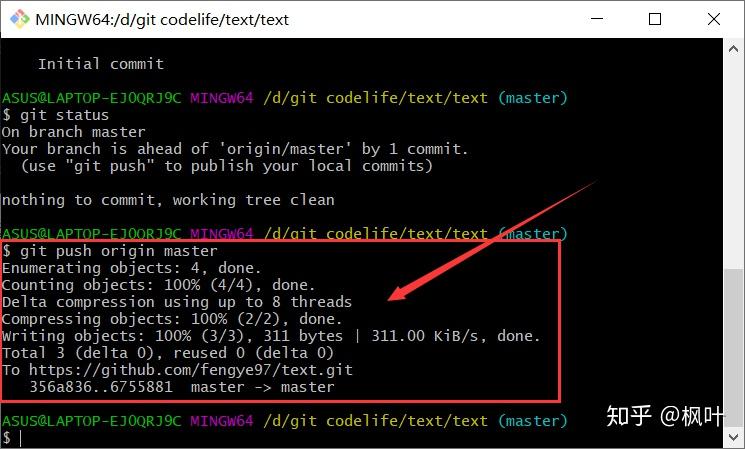 MINGW64:/d/git codelife/text/text
Initial commit
ASUS@LAPTOP-EJ0QRJ9C MINGW64 /d/git codelife/text/text (master)
$ git status
On branch master
Your branch is ahead of 'origin/master' by 1 commit.
(use "git push" to publish your local commits)
nothing to commit, working tree clean
ASUS@LAPTOP-EJ0QRJ9C MINGW64 /d/git codelife/text/text (master)
$ git push origin master
Enumerating objects: 4, done.
Counting objects: 100% (4/4), done.
Delta compression using up to 8 threads
Compressing objects: 100% (2/2), done.
Writing objects: 100% (3/3), 311 bytes | 311.00 KiB/s, done.
Total 3 (delta 0), reused 0 (delta 0)
To https://github.com/fengye97/text.git
356a836..6755881  master -> master
ASUS@LAPTOP-EJ0QRJ9C MINGW64 /d/git codelife/text/text (master)
$
知乎 @枫叶